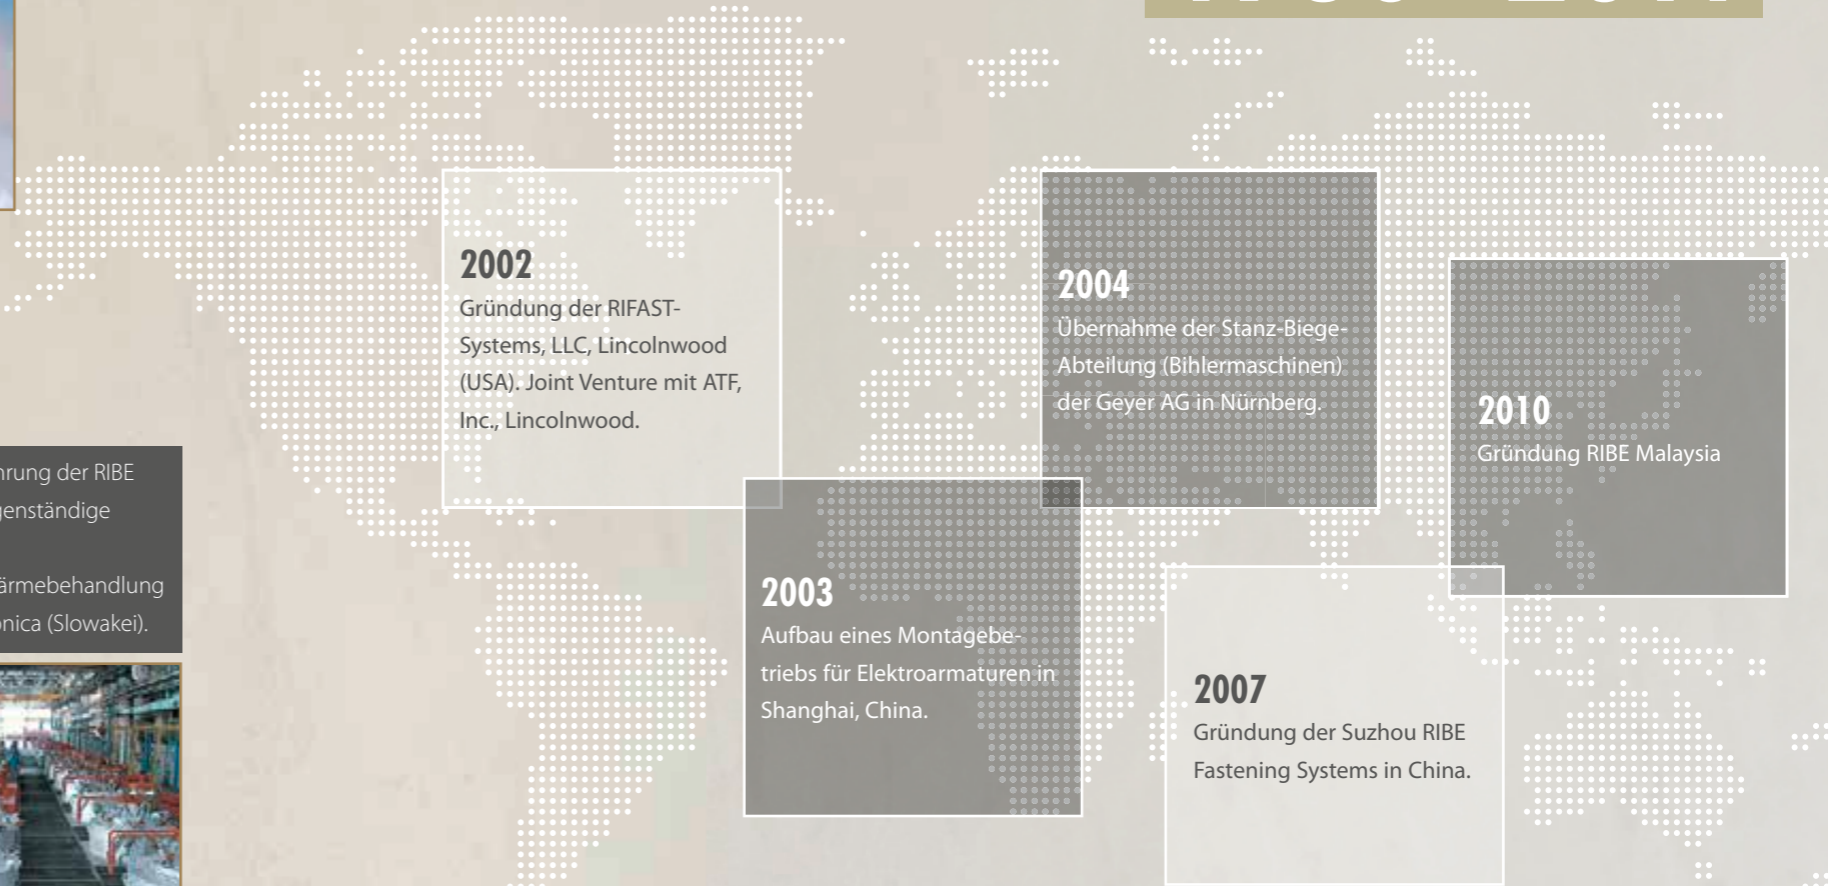 hrung der RIBE
genständige
ärmebehandlung
onica (Slowakei).
2002
Gründung der RIFAST-
Systems, LLC, Lincolnwood
(USA). Joint Venture mit ATF,
Inc., Lincolnwood.
2003
Aufbau eines Montagebe-
triebs für Elektroarmaturen in
Shanghai, China.
2004
Übernahme der Stanz-Biege-
Abteilung (Bihlermaschinen)
der Geyer AG in Nürnberg.
2007
Gründung der Suzhou RIBE
Fastening Systems in China.
2010
Gründung RIBE Malaysia